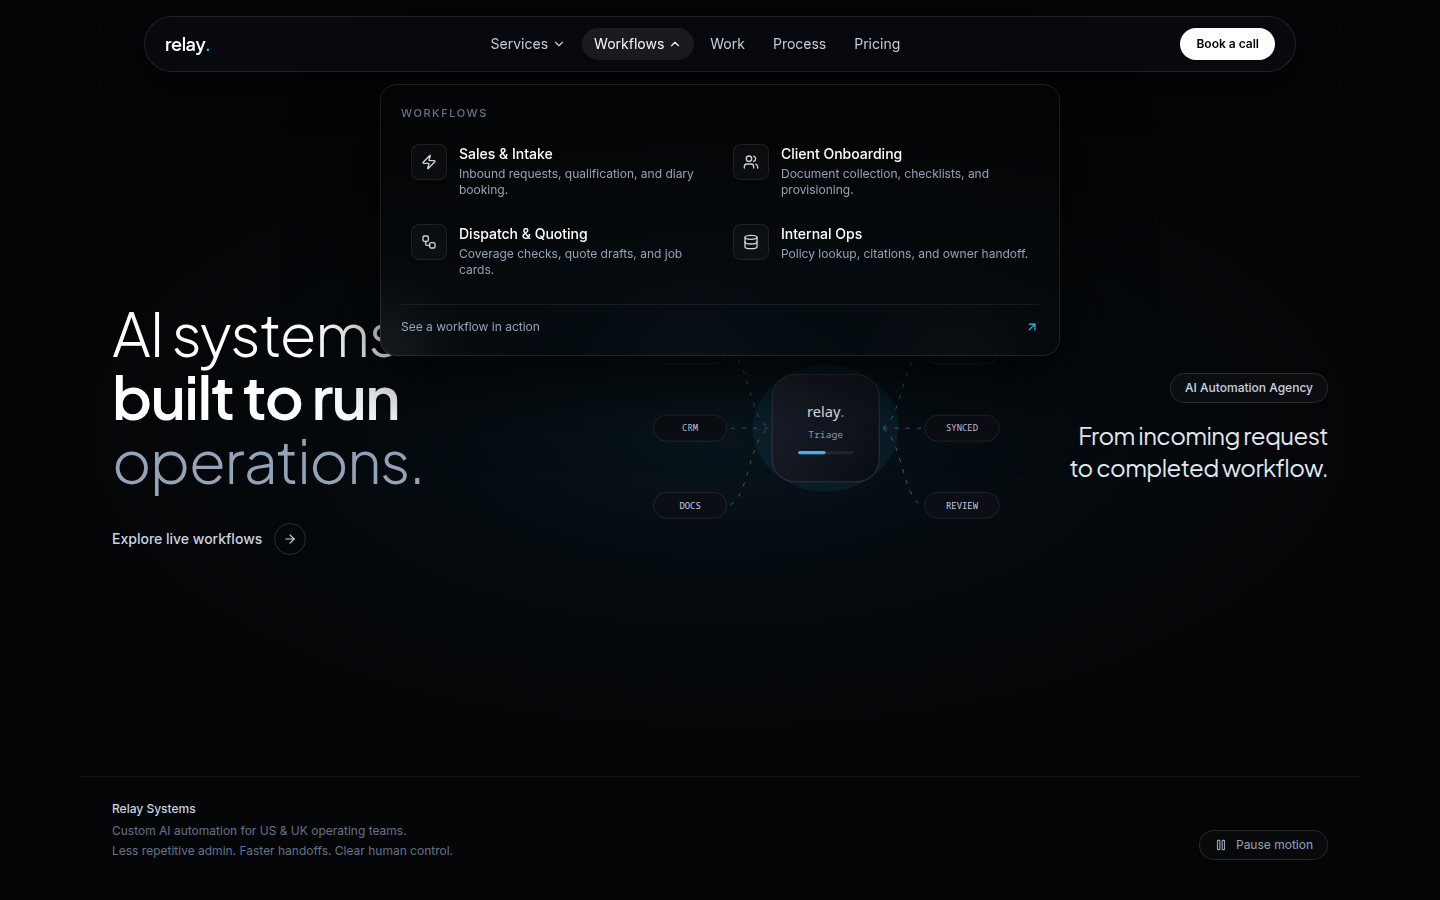 relay.
Services
Workflows
Work
Process
Pricing
Book a call
WORKFLOWS
Sales & Intake
Inbound requests, qualification, and diary
booking.
Client Onboarding
Document collection, checklists, and
provisioning.
Dispatch & Quoting
Coverage checks, quote drafts, and job
cards.
Internal Ops
Policy lookup, citations, and owner handoff.
See a workflow in action
AI systems
built to run
operations.
Explore live workflows
CRM
DOCS
relay.
Triage
SYNCED
REVIEW
AI Automation Agency
From incoming request
to completed workflow.
Relay Systems
Custom AI automation for US & UK operating teams.
Less repetitive admin. Faster handoffs. Clear human control.
Pause motion